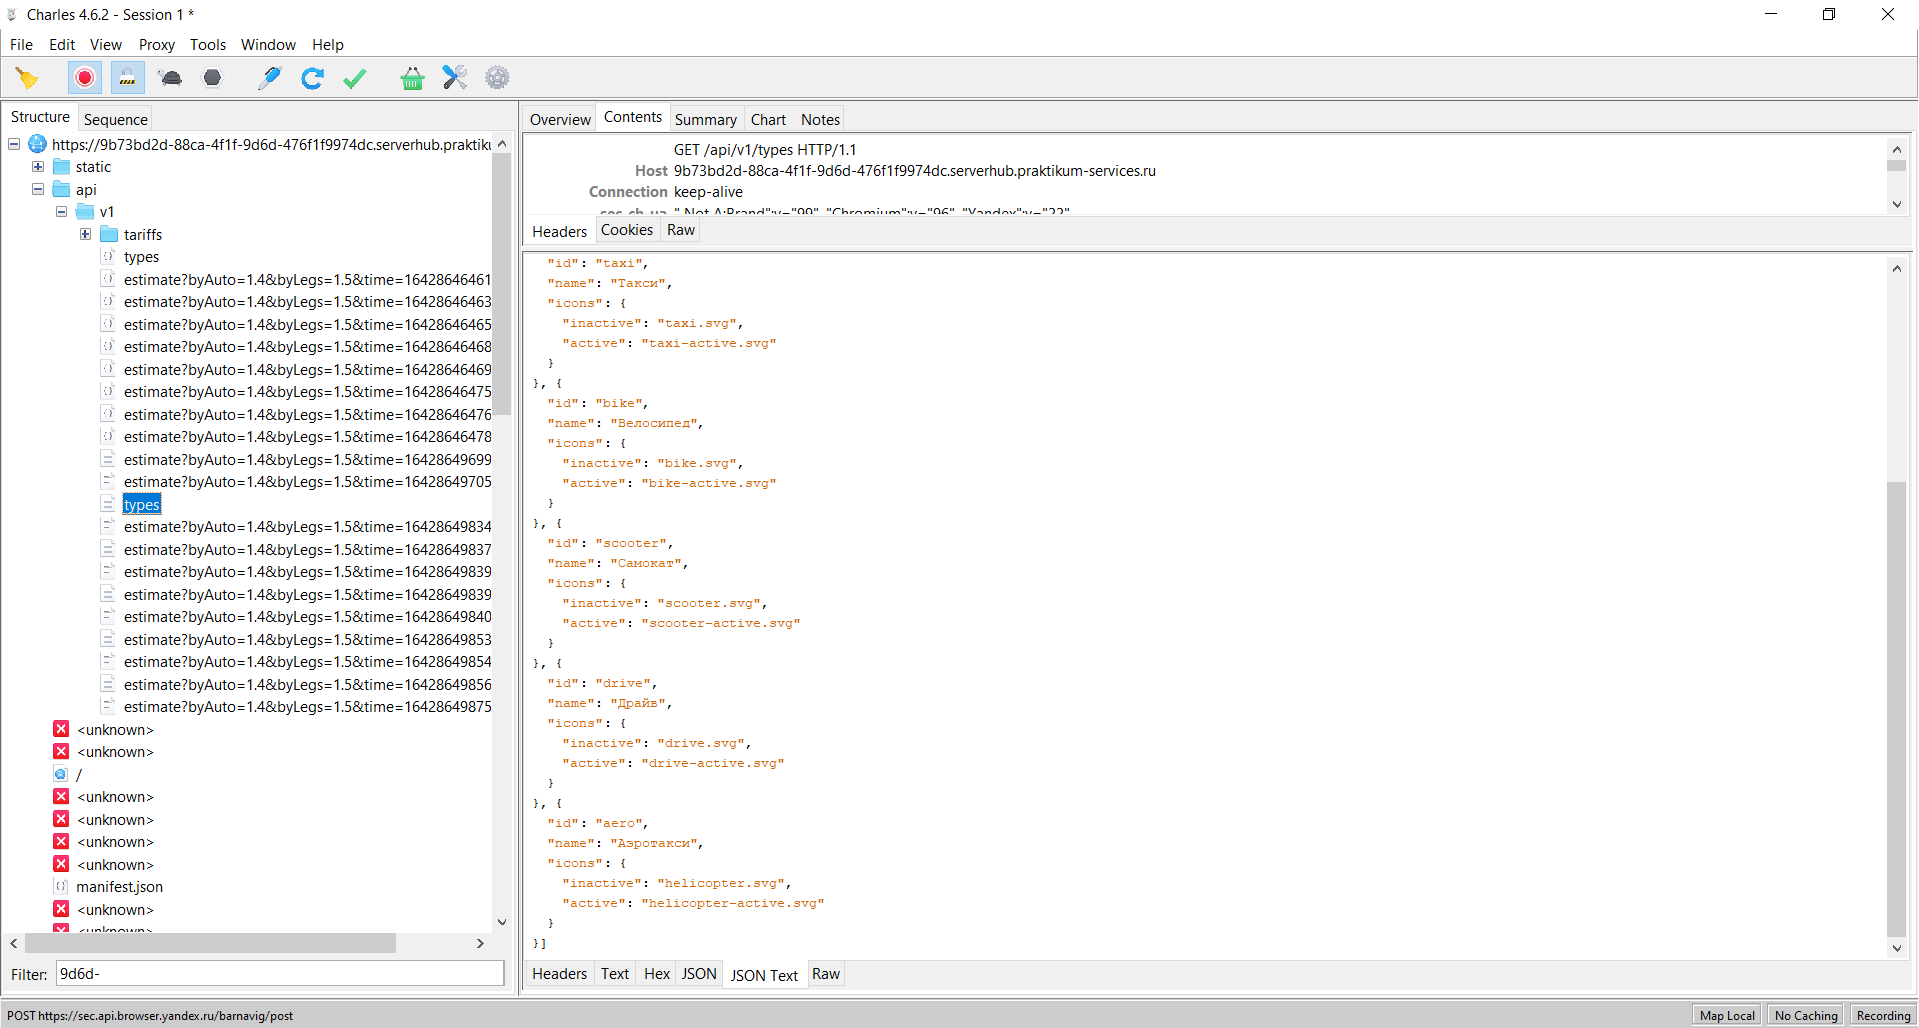 Charles 4.6.2 - Session 1 *
File Edit View Proxy Tools Window Help
Structure Sequence
https://9b73bd2d-88ca-4f1f-9d6d-476f1f9974dc.serverhub.praktiku
static
api
v1
tariffs
types
estimate?byAuto=1.4&byLegs=1.5&time=16428646461
estimate?byAuto=1.4&byLegs=1.5&time=16428646463
estimate?byAuto=1.4&byLegs=1.5&time=16428646465
estimate?byAuto=1.4&byLegs=1.5&time=16428646468
estimate?byAuto=1.4&byLegs=1.5&time=16428646469
estimate?byAuto=1.4&byLegs=1.5&time=16428646475
estimate?byAuto=1.4&byLegs=1.5&time=16428646476
estimate?byAuto=1.4&byLegs=1.5&time=16428646478
estimate?byAuto=1.4&byLegs=1.5&time=16428649699
estimate?byAuto=1.4&byLegs=1.5&time=16428649705
types
estimate?byAuto=1.4&byLegs=1.5&time=16428649834
estimate?byAuto=1.4&byLegs=1.5&time=16428649837
estimate?byAuto=1.4&byLegs=1.5&time=16428649839
estimate?byAuto=1.4&byLegs=1.5&time=16428649839
estimate?byAuto=1.4&byLegs=1.5&time=16428649840
estimate?byAuto=1.4&byLegs=1.5&time=16428649853
estimate?byAuto=1.4&byLegs=1.5&time=16428649854
estimate?byAuto=1.4&byLegs=1.5&time=16428649856
estimate?byAuto=1.4&byLegs=1.5&time=16428649875
<unknown>
<unknown>
/
<unknown>
<unknown>
<unknown>
<unknown>
manifest.json
<unknown>
<unknown>
Filter: 9d6d-
Overview Contents Summary Chart Notes
GET /api/v1/types HTTP/1.1
Host 9b73bd2d-88ca-4f1f-9d6d-476f1f9974dc.serverhub.praktikum-services.ru
Connection keep-alive
sec-ch-ua " Not A;Brand";v="99", "Chromium";v="96", "Yandex";v="22"
Headers Cookies Raw
"id": "taxi",
"name": "Такси",
"icons": {
"inactive": "taxi.svg",
"active": "taxi-active.svg"
}
}, {
"id": "bike",
"name": "Велосипед",
"icons": {
"inactive": "bike.svg",
"active": "bike-active.svg"
}
}, {
"id": "scooter",
"name": "Самокат",
"icons": {
"inactive": "scooter.svg",
"active": "scooter-active.svg"
}
}, {
"id": "drive",
"name": "Драйв",
"icons": {
"inactive": "drive.svg",
"active": "drive-active.svg"
}
}, {
"id": "aero",
"name": "Аэротакси",
"icons": {
"inactive": "helicopter.svg",
"active": "helicopter-active.svg"
}
}]
Headers Text Hex JSON JSON Text Raw
POST https://sec.api.browser.yandex.ru/barnavig/post
Map Local No Caching Recording